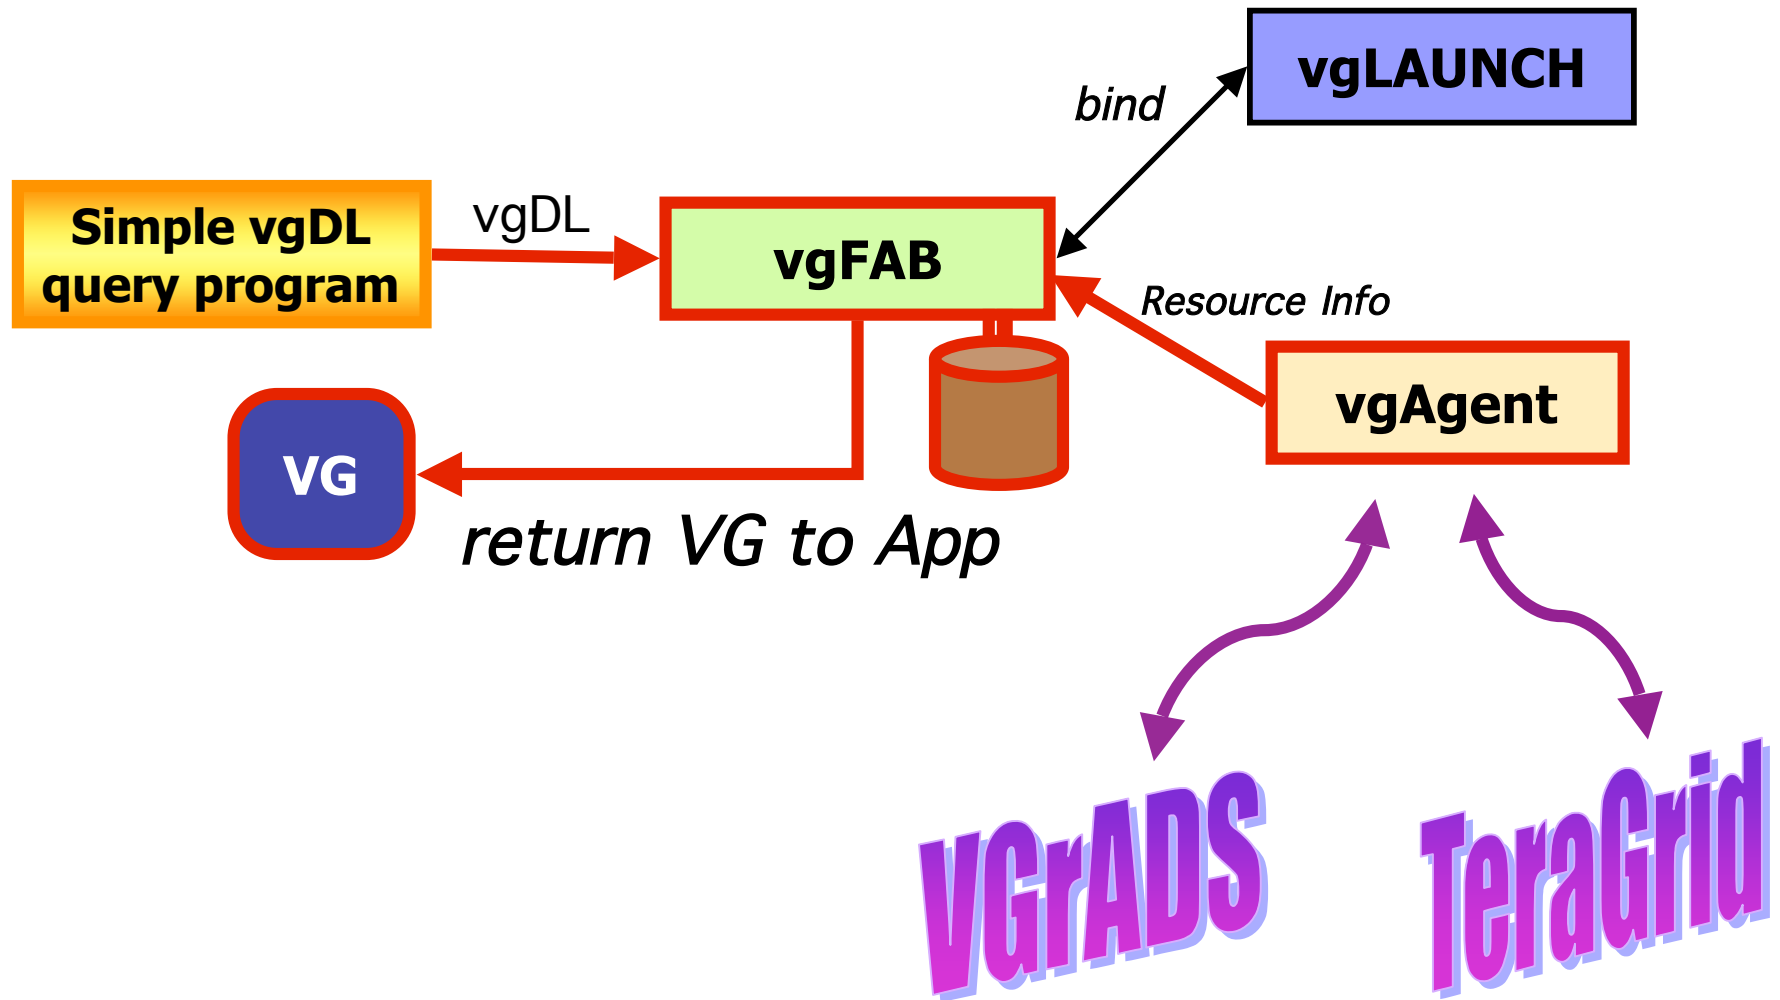 vgLAUNCH
bind
Simple vgDL
query program
vgDL
vgFAB
Resource Info
vgAgent
VG
return VG to App
VGrADS
TeraGrid